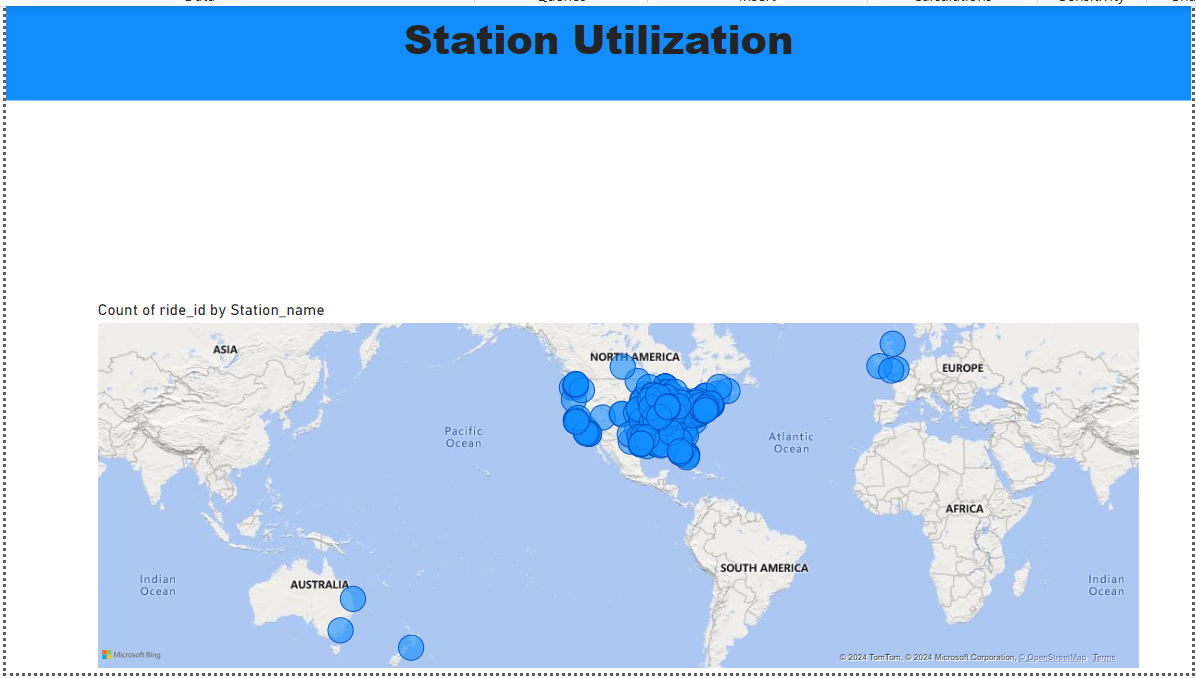 Station Utilization
Count of ride_id by Station_name
ASIA
NORTH AMERICA
EUROPE
Pacific
Ocean
Atlantic
Ocean
AFRICA
SOUTH AMERICA
Indian
Ocean
AUSTRALIA
Indian
Ocean
Microsoft Bing
© 2024 TomTom, © 2024 Microsoft Corporation, © OpenStreetMap Terms